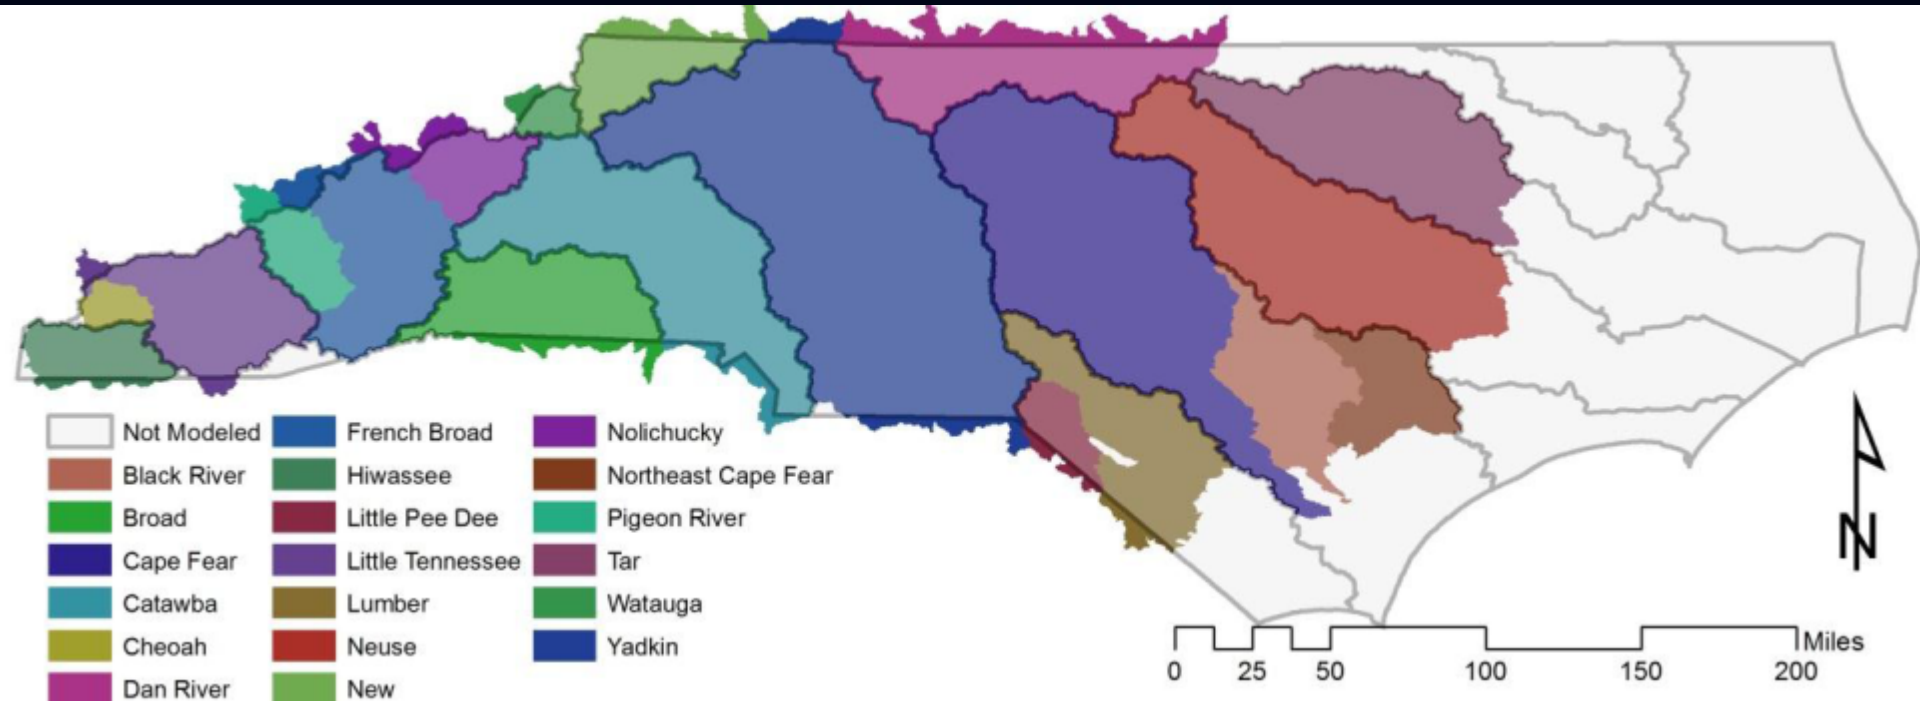 Not Modeled
Black River
Broad
Cape Fear
Catawba
Cheoah
Dan River
French Broad
Hiwassee
Little Pee Dee
Little Tennessee
Lumber
Neuse
New
Nolichucky
Northeast Cape Fear
Pigeon River
Tar
Watauga
Yadkin
N
Miles
0 25 50 100 150 200